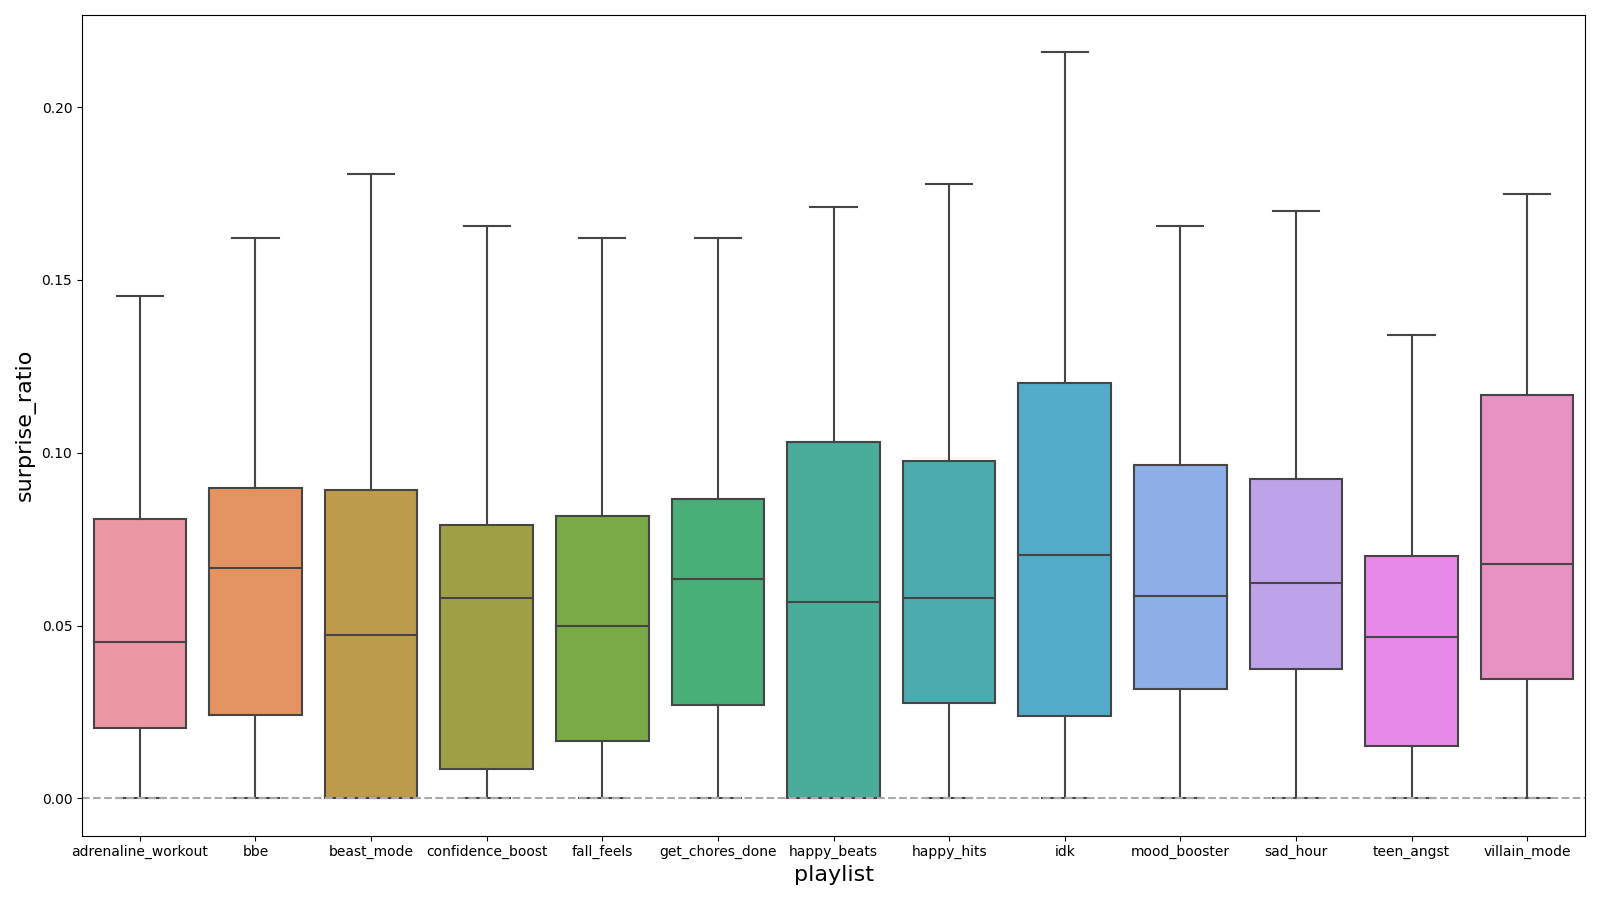 surprise_ratio
0.20
0.15
0.10
0.05
0.00
adrenaline_workout bbe beast_mode confidence_boost fall_feels get_chores_done happy_beats happy_hits idk mood_booster sad_hour teen_angst villain_mode
playlist